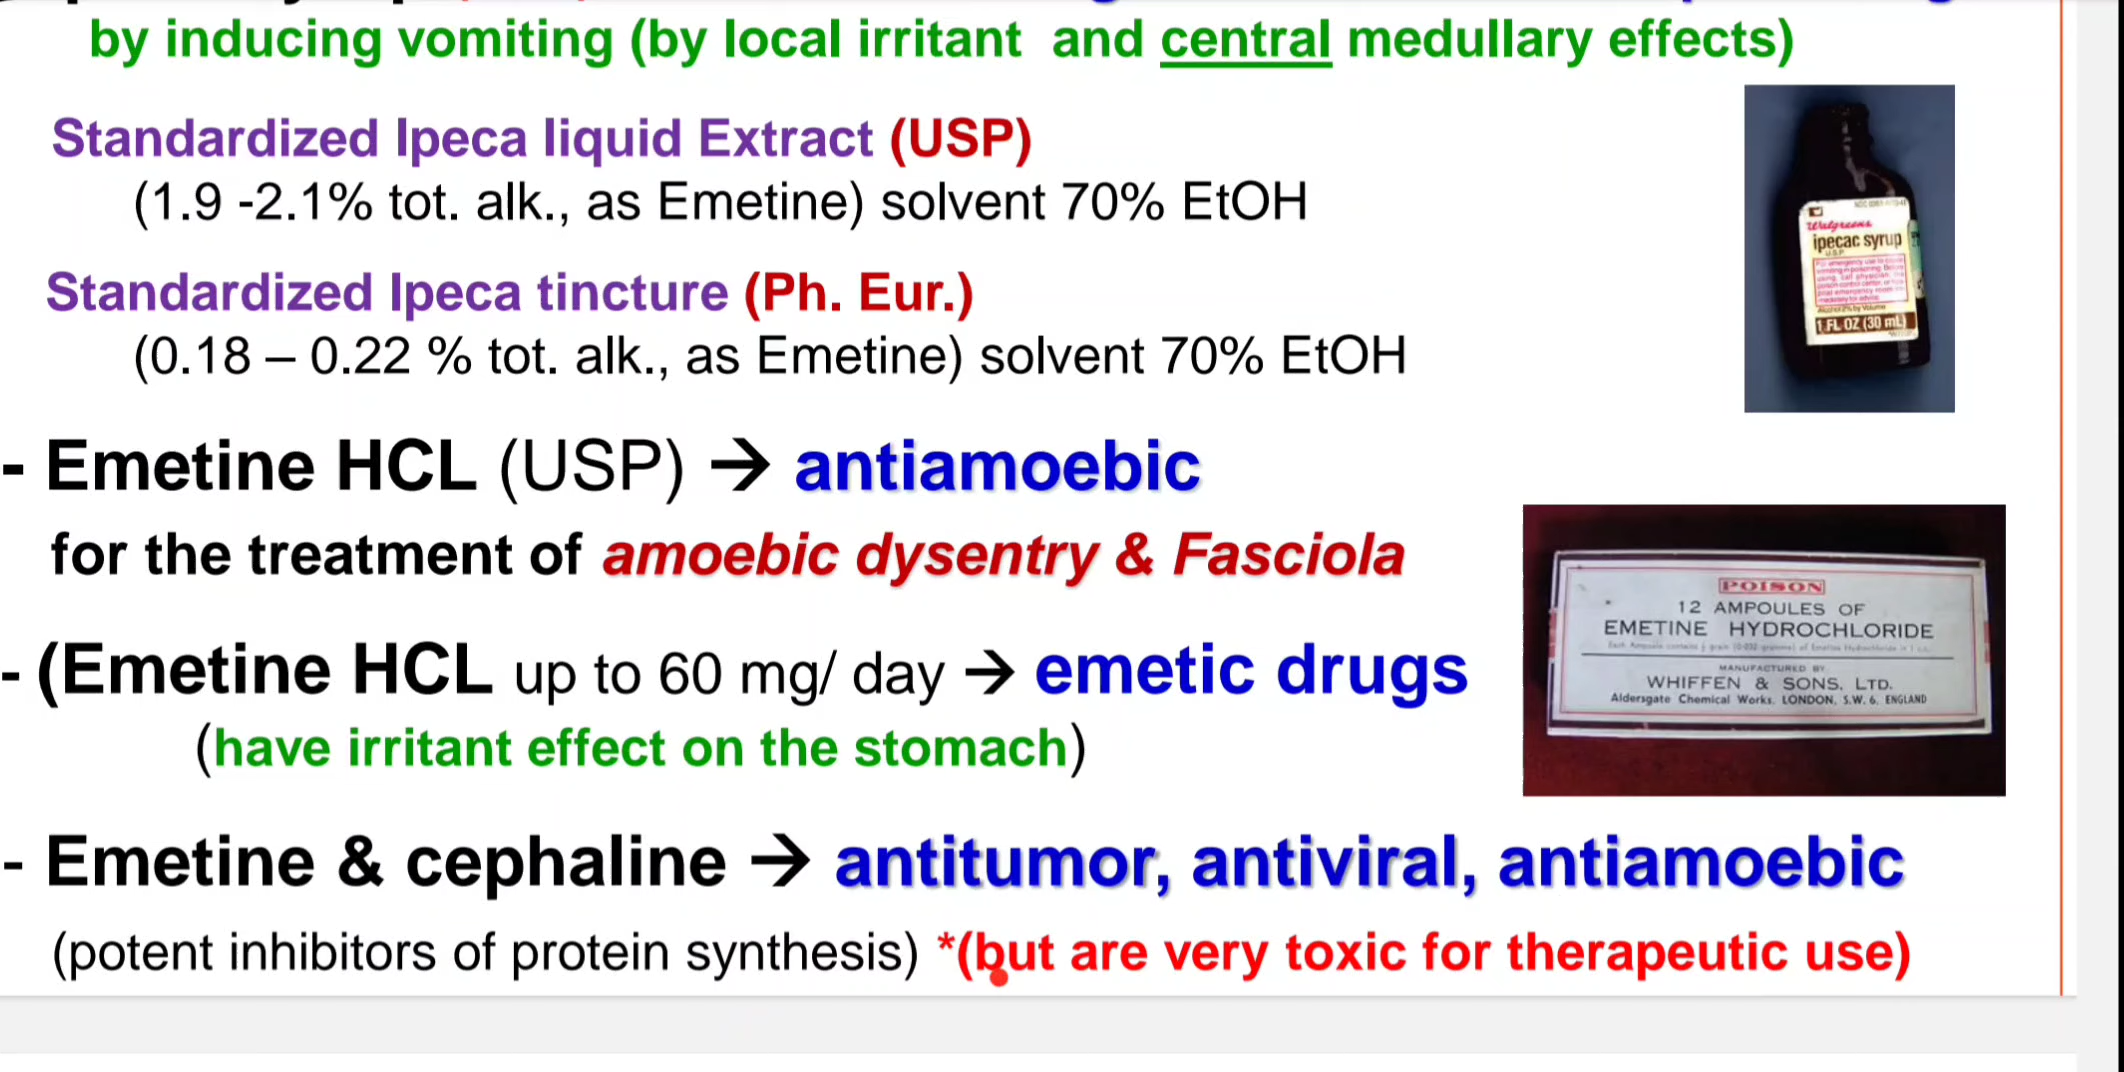 by inducing vomiting (by local irritant and central medullary effects)
Standardized Ipeca liquid Extract (USP)
(1.9 -2.1% tot. alk., as Emetine) solvent 70% EtOH
Standardized Ipeca tincture (Ph. Eur.)
(0.18 – 0.22 % tot. alk., as Emetine) solvent 70% EtOH
- Emetine HCL (USP) → antiamoebic
for the treatment of amoebic dysentry & Fasciola
- (Emetine HCL up to 60 mg/ day → emetic drugs
(have irritant effect on the stomach)
- Emetine & cephaline → antitumor, antiviral, antiamoebic
(potent inhibitors of protein synthesis) *(but are very toxic for therapeutic use)
Walgreens
ipecac syrup
U.S.P.
1 FL OZ (30 mL)
POISON
12 AMPOULES OF
EMETINE HYDROCHLORIDE
MANUFACTURED BY
WHIFFEN & SONS, LTD.
Aldersgate Chemical Works, LONDON, S.W. 6, ENGLAND